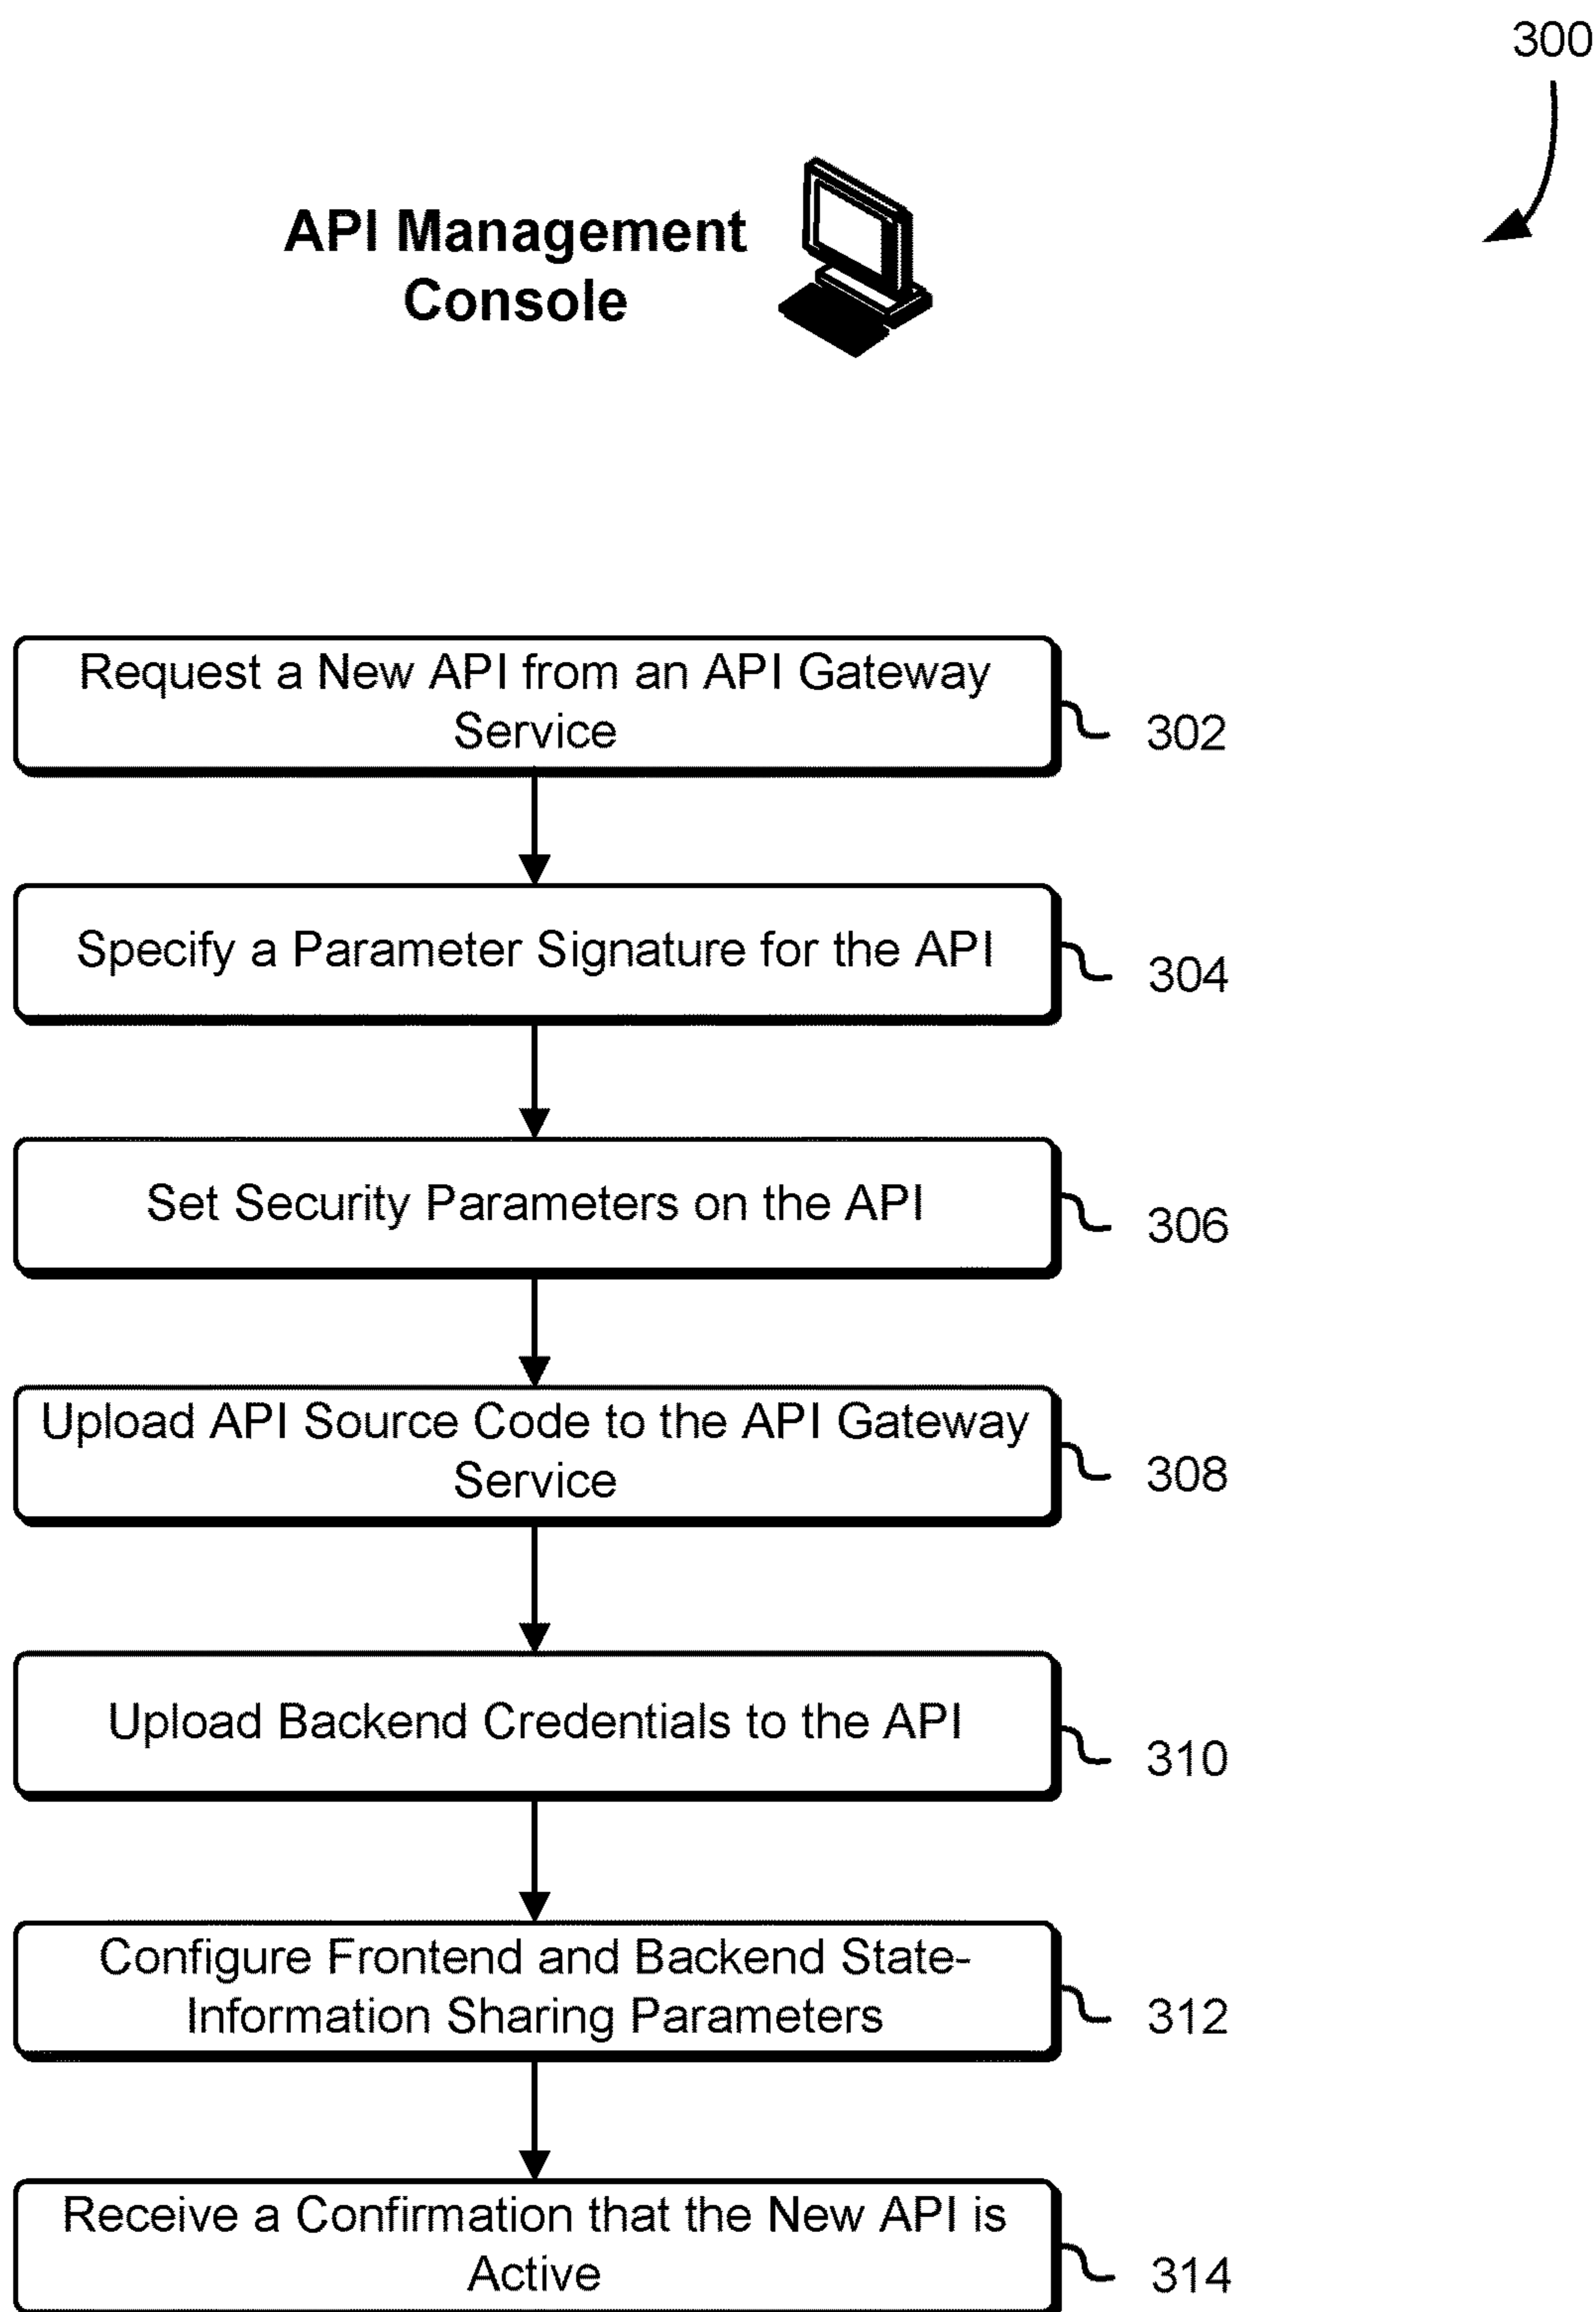 300
API Management
Console
Request a New API from an API Gateway
Service
302
Specify a Parameter Signature for the API
304
Set Security Parameters on the API
306
Upload API Source Code to the API Gateway
Service
308
Upload Backend Credentials to the API
310
Configure Frontend and Backend State-
Information Sharing Parameters
312
Receive a Confirmation that the New API is
Active
314